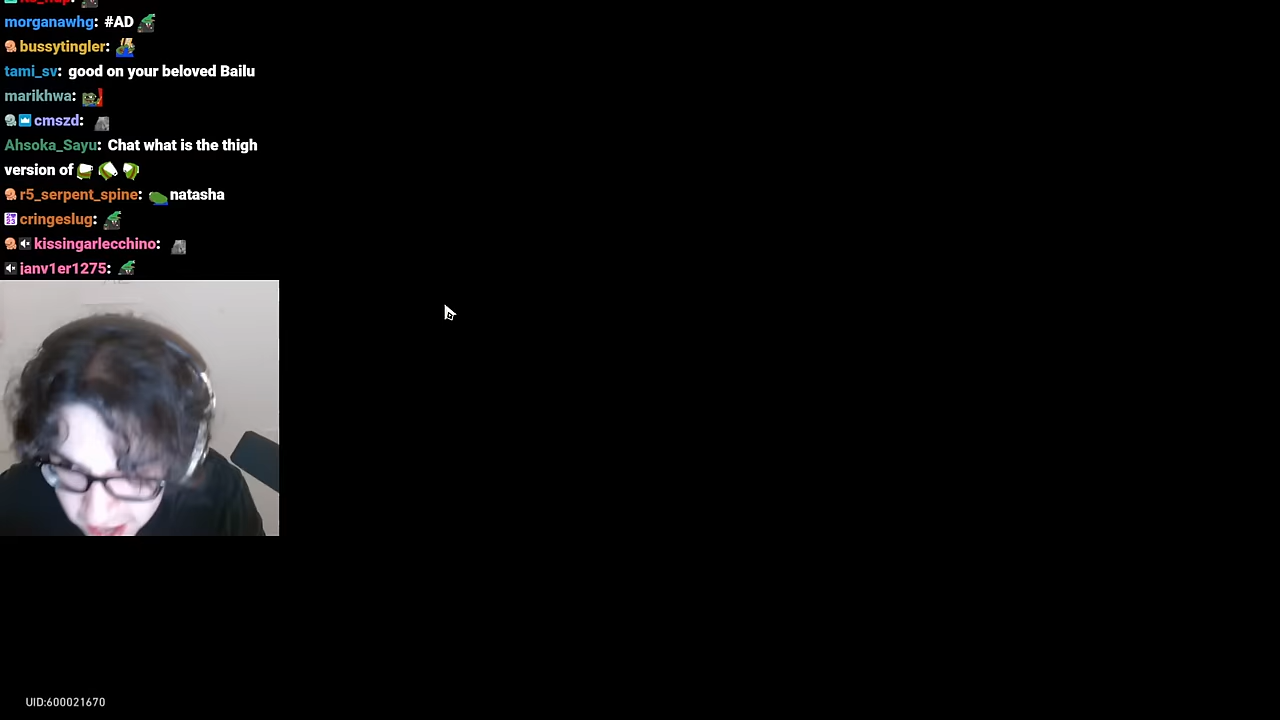 morganawhg: #AD
bussytingler:
tami_sv: good on your beloved Bailu
marikhwa:
cmszd:
Ahsoka_Sayu: Chat what is the thigh
version of
r5_serpent_spine: natasha
cringeslug:
kissingarlecchino:
janv1er1275:
UID:600021670